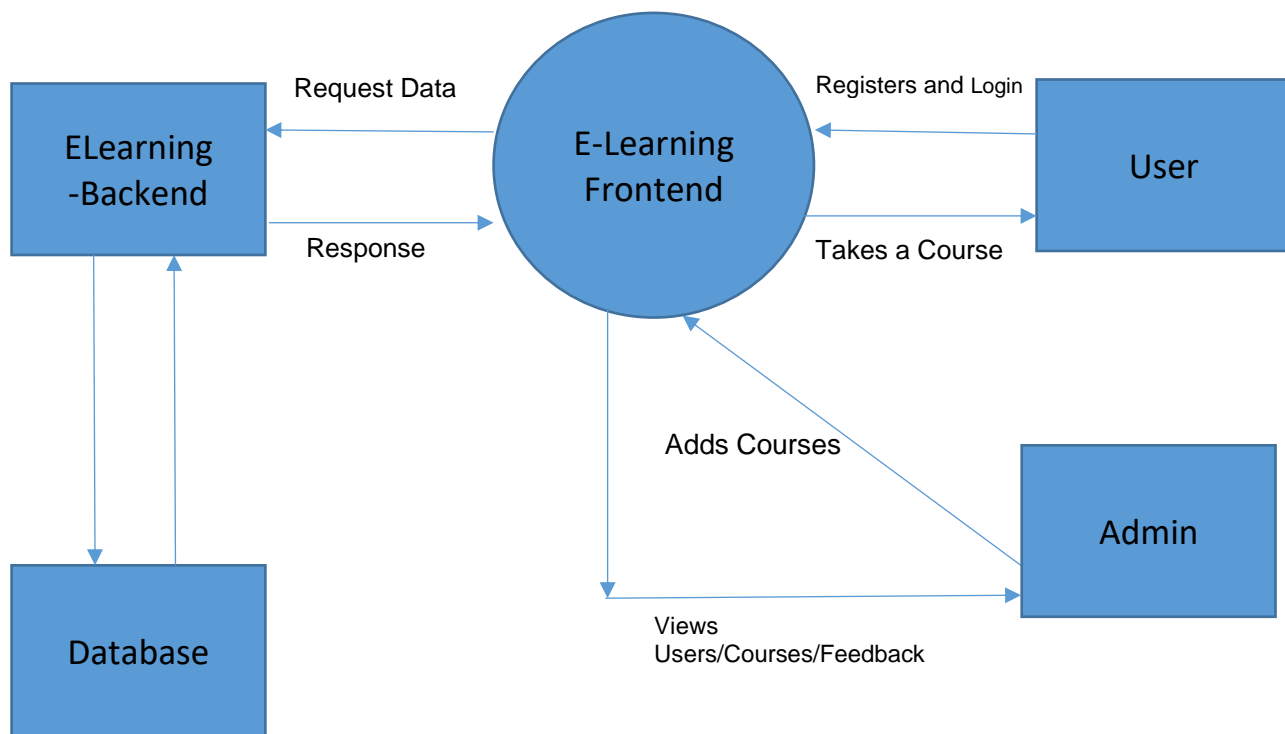 Request Data
Registers and Login
ELearning
-Backend
E-Learning
Frontend
User
Response
Takes a Course
Adds Courses
Admin
Views
Users/Courses/Feedback
Database